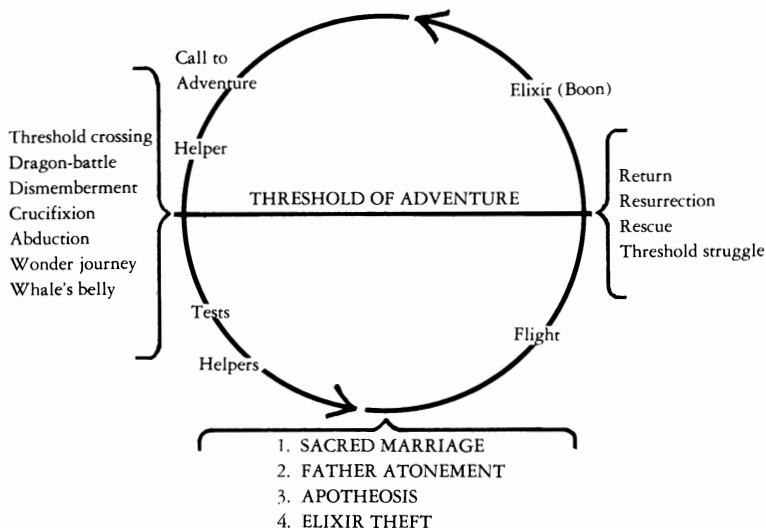 Call to
Adventure
Elixir (Boon)
Threshold crossing
Dragon-battle
Dismemberment
Crucifixion
Abduction
Wonder journey
Whale's belly
Helper
THRESHOLD OF ADVENTURE
Return
Resurrection
Rescue
Threshold struggle
Tests
Helpers
Flight
1. SACRED MARRIAGE
2. FATHER ATONEMENT
3. APOTHEOSIS
4. ELIXIR THEFT